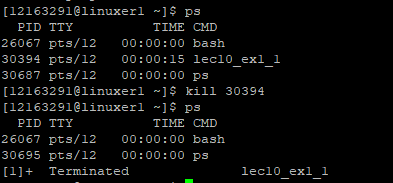 [12163291@linuxer1 ~]$ ps
  PID TTY          TIME CMD
26067 pts/12   00:00:00 bash
30394 pts/12   00:00:15 lec10_ex1_1
30687 pts/12   00:00:00 ps
[12163291@linuxer1 ~]$ kill 30394
[12163291@linuxer1 ~]$ ps
  PID TTY          TIME CMD
26067 pts/12   00:00:00 bash
30695 pts/12   00:00:00 ps
[1]+  Terminated              lec10_ex1_1